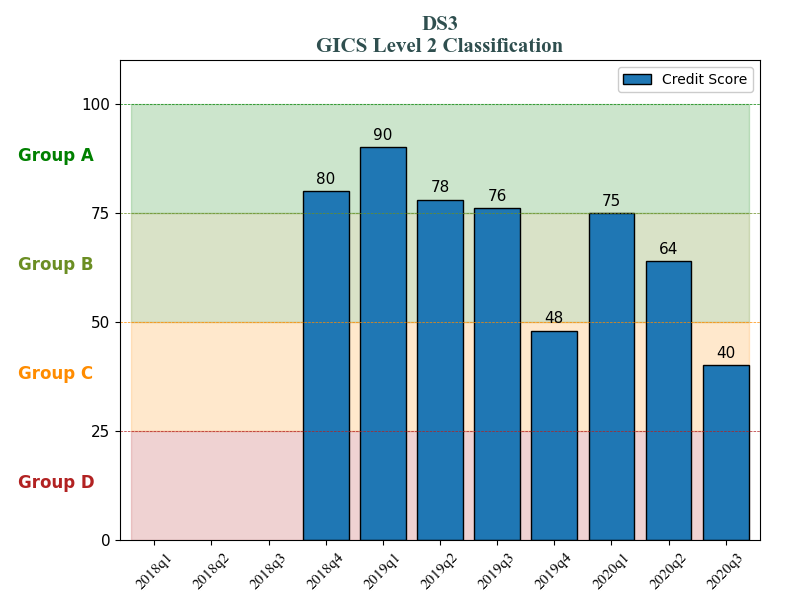 DS3
GICS Level 2 Classification
Credit Score
100
Group A
75
Group B
50
Group C
25
Group D
0
80
90
78
76
48
75
64
40
2018q1
2018q2
2018q3
2018q4
2019q1
2019q2
2019q3
2019q4
2020q1
2020q2
2020q3